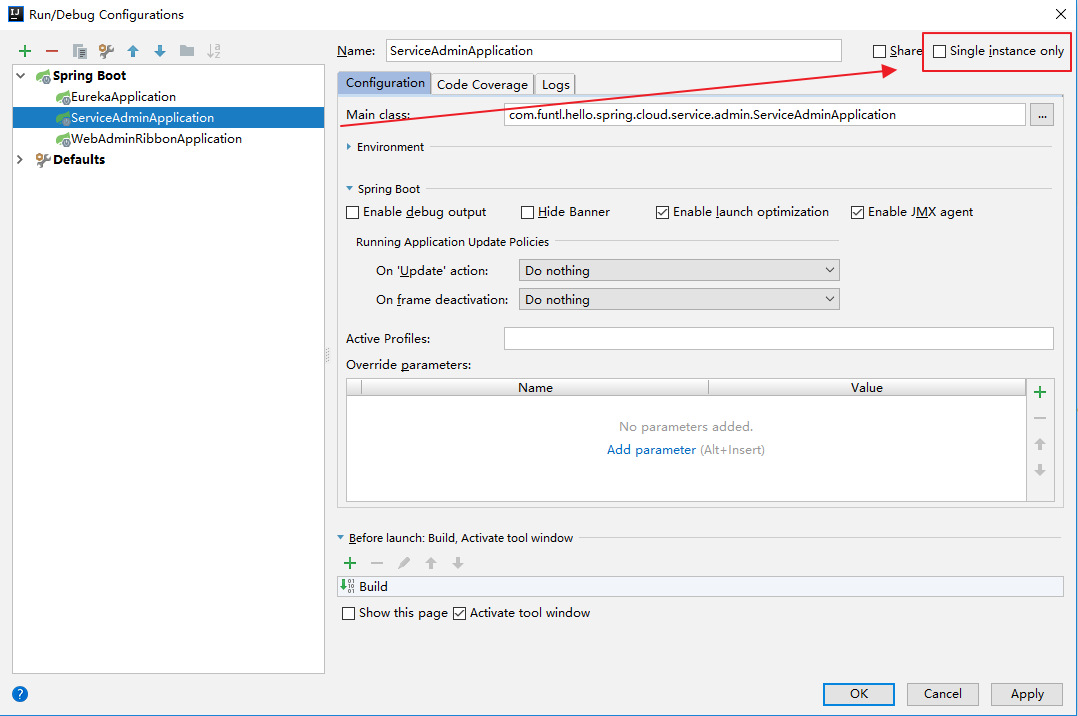 Run/Debug Configurations
Name: ServiceAdminApplication Share Single instance only
Spring Boot
EurekaApplication
ServiceAdminApplication
WebAdminRibbonApplication
Defaults
Configuration Code Coverage Logs
Main class: com.funtl.hello.spring.cloud.service.admin.ServiceAdminApplication ...
Environment
Spring Boot
Enable debug output Hide Banner Enable launch optimization Enable JMX agent
Running Application Update Policies
On 'Update' action: Do nothing
On frame deactivation: Do nothing
Active Profiles:
Override parameters:
Name Value
No parameters added.
Add parameter (Alt+Insert)
Before launch: Build, Activate tool window
Build
Show this page Activate tool window
? OK Cancel Apply